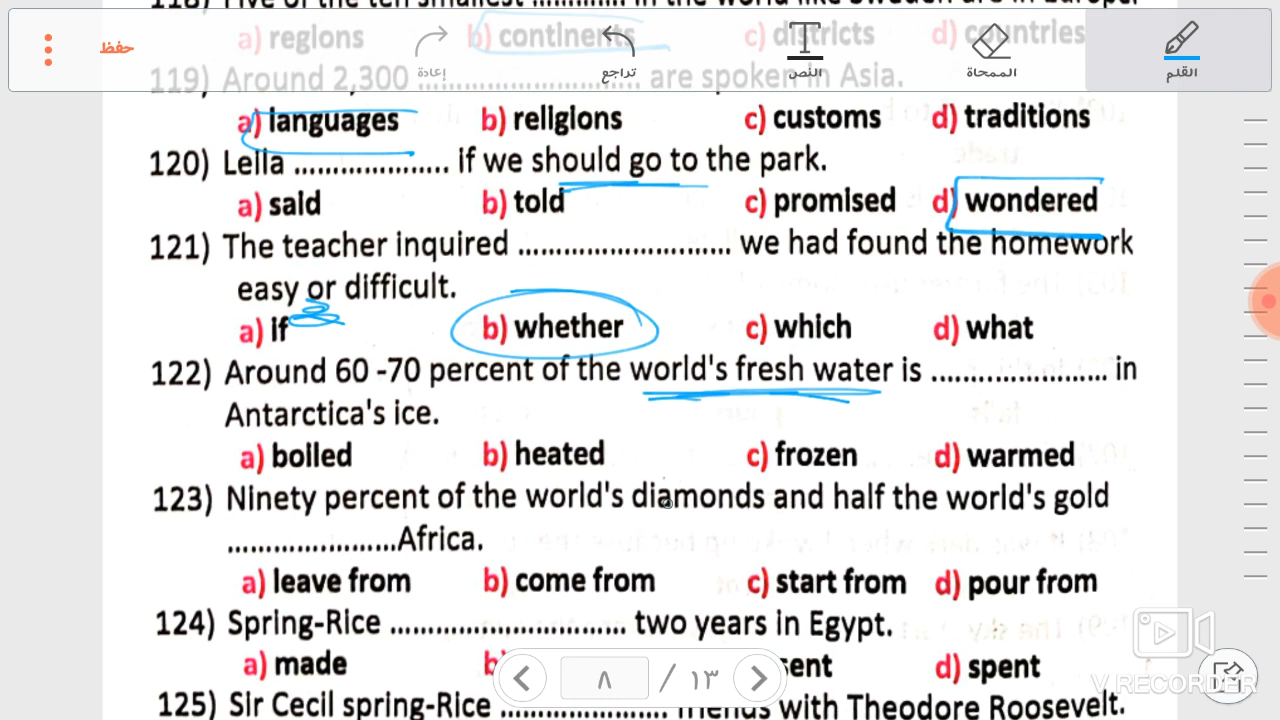 حفظ
إعادة
تراجع
النص
الممحاة
القلم
a) regions b) continents c) districts d) countries
119) Around 2,300 ........................ are spoken in Asia.
a) languages b) religions c) customs d) traditions
120) Leila .................... if we should go to the park.
a) said b) told c) promised d) wondered
121) The teacher inquired ........................... we had found the homework
easy or difficult.
a) if b) whether c) which d) what
122) Around 60 -70 percent of the world's fresh water is ...................... in
Antarctica's ice.
a) boiled b) heated c) frozen d) warmed
123) Ninety percent of the world's diamonds and half the world's gold
......................Africa.
a) leave from b) come from c) start from d) pour from
124) Spring-Rice .............................. two years in Egypt.
a) made sent d) spent
٨ / ١٣
V RECORDER
125) Sir Cecil spring-Rice ..................... friends with Theodore Roosevelt.